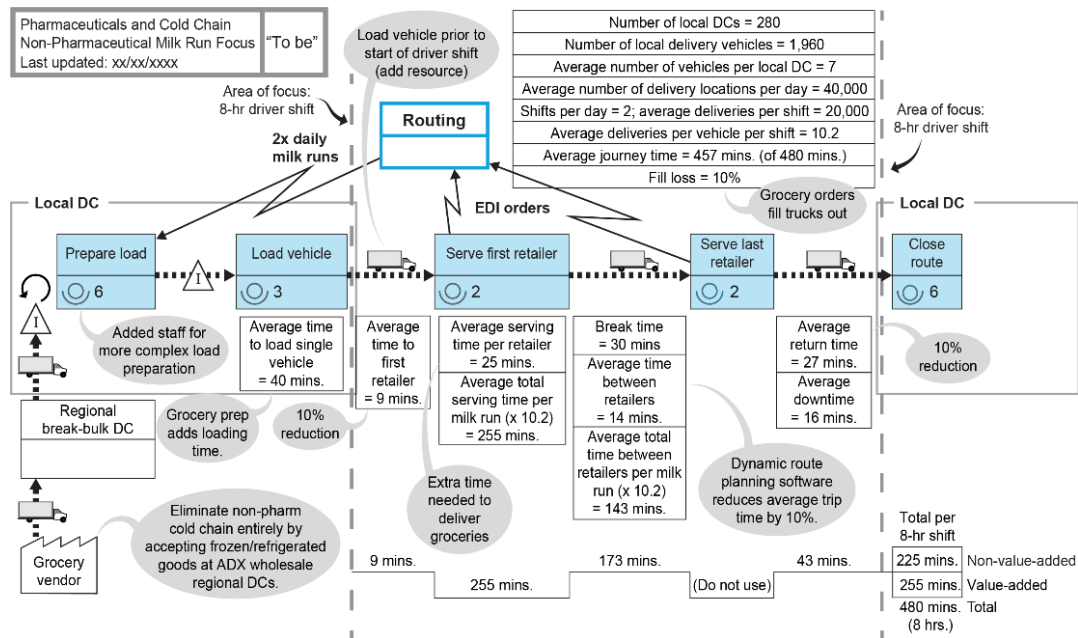 Pharmaceuticals and Cold Chain
Non-Pharmaceutical Milk Run Focus
Last updated: xx/xx/xxxx
"To be"
Load vehicle prior to
start of driver shift
(add resource)
Number of local DCs = 280
Number of local delivery vehicles = 1,960
Average number of vehicles per local DC = 7
Average number of delivery locations per day = 40,000
Shifts per day = 2; average deliveries per shift = 20,000
Average deliveries per vehicle per shift = 10.2
Average journey time = 457 mins. (of 480 mins.)
Fill loss = 10%
Area of focus:
8-hr driver shift
Area of focus:
8-hr driver shift
Routing
2x daily
milk runs
EDI orders
Grocery orders
fill trucks out
Local DC
Local DC
Prepare load
6
I
Load vehicle
3
Serve first retailer
2
Serve last
retailer
2
Close
route
6
I
Added staff for
more complex load
preparation
Average time
to load single
vehicle
= 40 mins.
Average
time to
first
retailer
= 9 mins.
Average serving
time per retailer
= 25 mins.
Average total
serving time per
milk run (x 10.2)
= 255 mins.
Break time
= 30 mins.
Average time
between
retailers
= 14 mins.
Average total
time between
retailers per milk
run (x 10.2)
= 143 mins.
Average
return time
= 27 mins.
Average
downtime
= 16 mins.
10%
reduction
Regional
break-bulk DC
Grocery prep
adds loading
time.
10%
reduction
Extra time
needed to
deliver
groceries
Dynamic route
planning software
reduces average trip
time by 10%.
Grocery
vendor
Eliminate non-pharm
cold chain entirely by
accepting frozen/refrigerated
goods at ADX wholesale
regional DCs.
9 mins.
255 mins.
173 mins.
(Do not use)
43 mins.
Total per
8-hr shift
225 mins. Non-value-added
255 mins. Value-added
480 mins. Total
(8 hrs.)